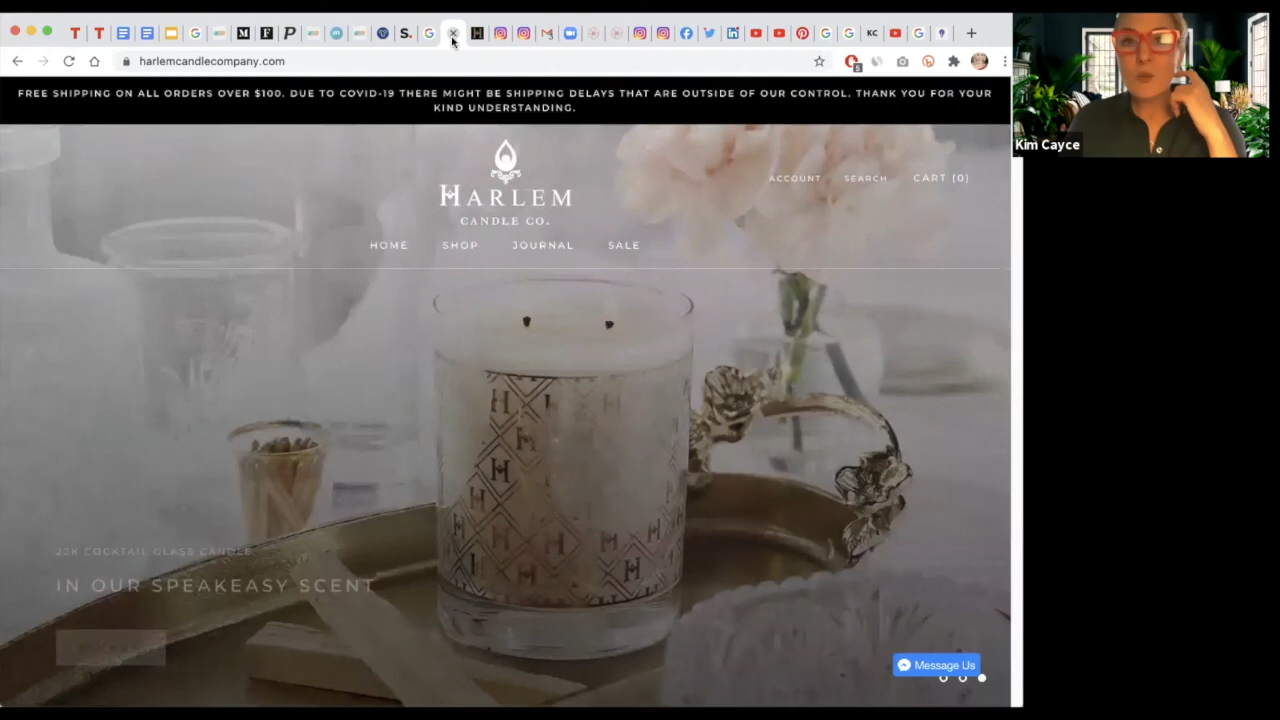 harlemcandlecompany.com
5
FREE SHIPPING ON ALL ORDERS OVER $100. DUE TO COVID-19 THERE MIGHT BE SHIPPING DELAYS THAT ARE OUTSIDE OF OUR CONTROL. THANK YOU FOR YOUR
KIND UNDERSTANDING.
Kim Cayce
HARLEM
CANDLE CO.
ACCOUNT SEARCH CART (0)
HOME SHOP JOURNAL SALE
22K COCKTAIL GLASS CANDLE
IN OUR SPEAKEASY SCENT
Message Us